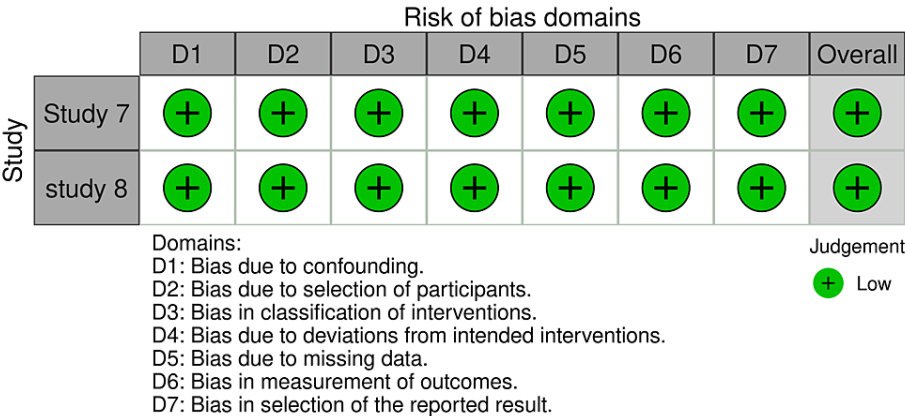 Risk of bias domains
D1 D2 D3 D4 D5 D6 D7 Overall
Study
Study 7 + + + + + + + +
study 8 + + + + + + + +
Domains:
D1: Bias due to confounding.
D2: Bias due to selection of participants.
D3: Bias in classification of interventions.
D4: Bias due to deviations from intended interventions.
D5: Bias due to missing data.
D6: Bias in measurement of outcomes.
D7: Bias in selection of the reported result.
Judgement
+ Low